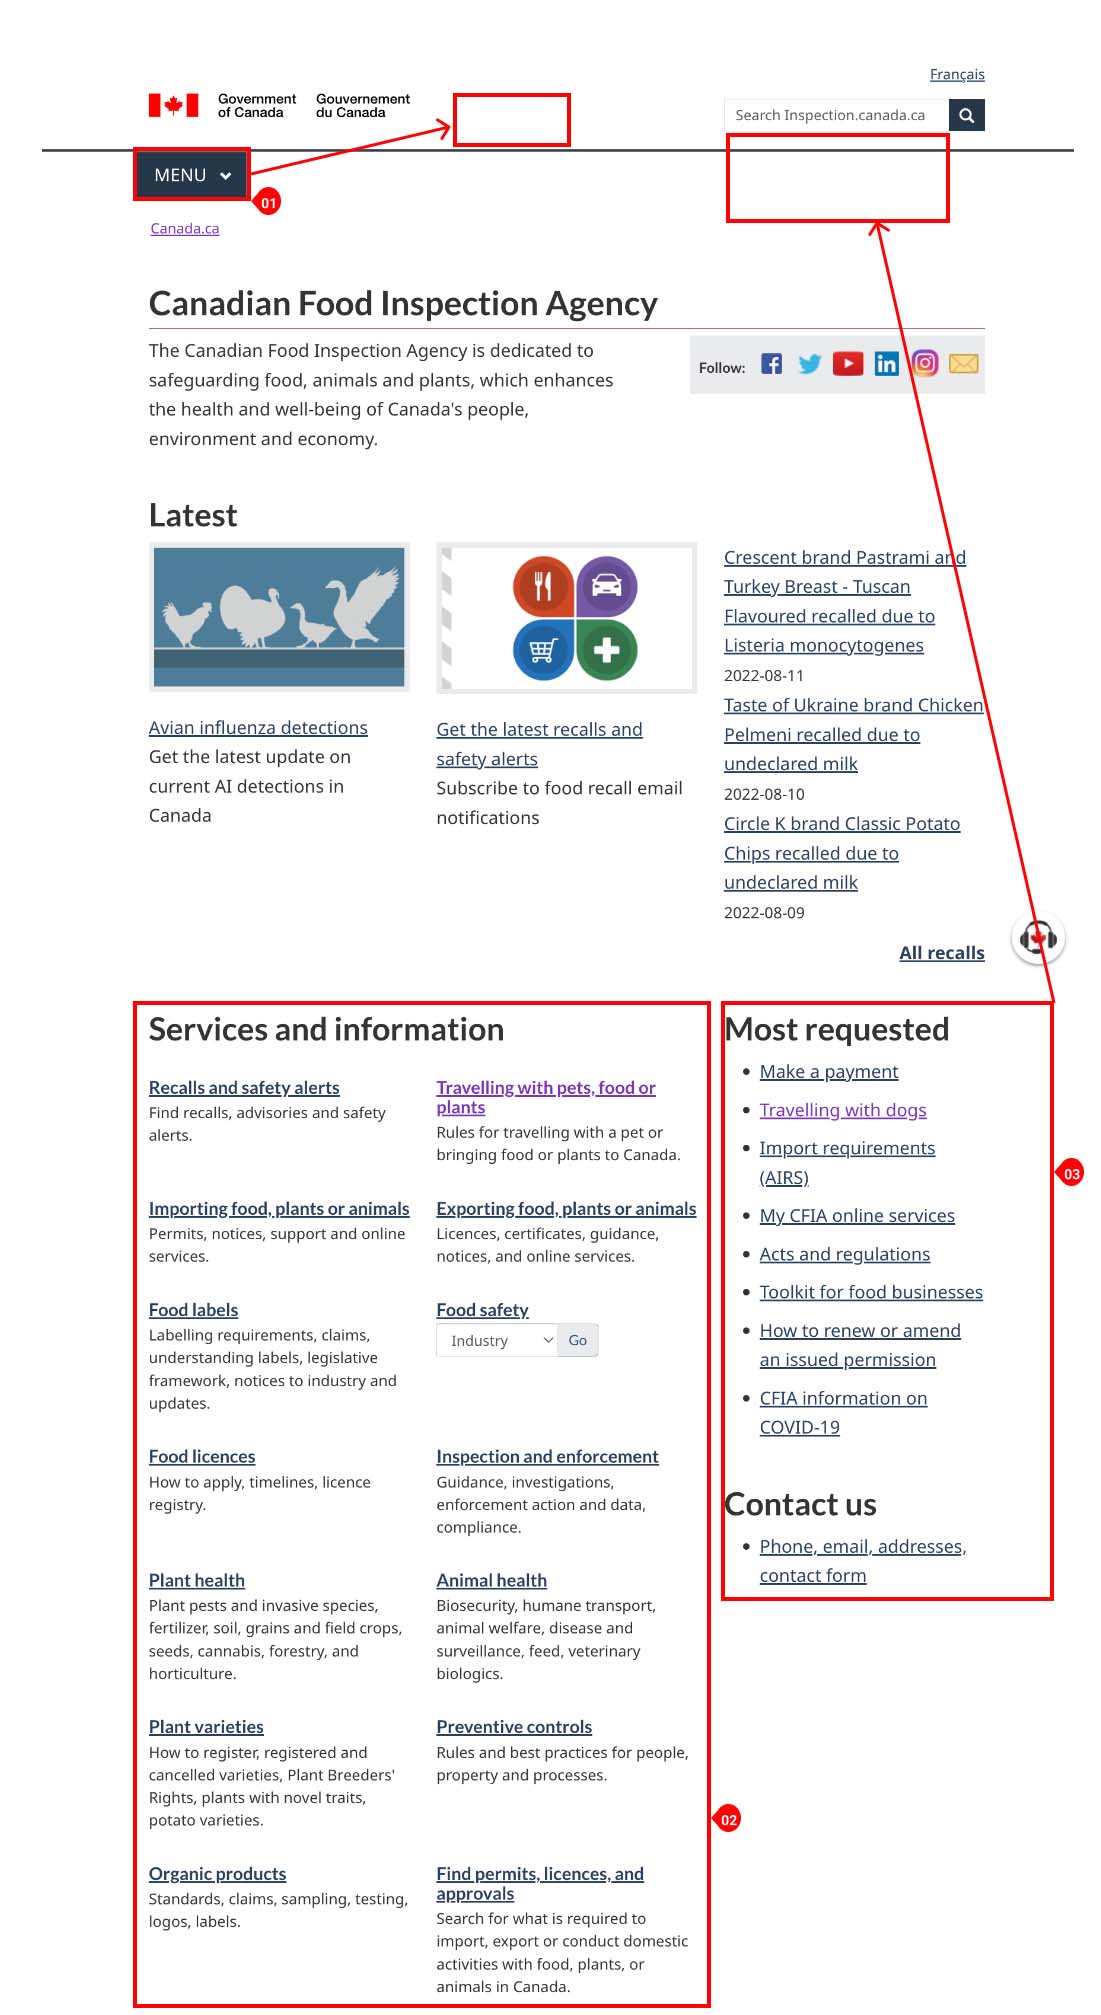 Français
Government of Canada
Gouvernement du Canada
Search Inspection.canada.ca
MENU
01
Canada.ca
Canadian Food Inspection Agency
The Canadian Food Inspection Agency is dedicated to
safeguarding food, animals and plants, which enhances
the health and well-being of Canada's people,
environment and economy.
Follow:
Latest
Avian influenza detections
Get the latest update on
current AI detections in
Canada
Get the latest recalls and
safety alerts
Subscribe to food recall email
notifications
Crescent brand Pastrami and
Turkey Breast - Tuscan
Flavoured recalled due to
Listeria monocytogenes
2022-08-11
Taste of Ukraine brand Chicken
Pelmeni recalled due to
undeclared milk
2022-08-10
Circle K brand Classic Potato
Chips recalled due to
undeclared milk
2022-08-09
All recalls
Services and information
Recalls and safety alerts
Find recalls, advisories and safety
alerts.
Travelling with pets, food or
plants
Rules for travelling with a pet or
bringing food or plants to Canada.
Importing food, plants or animals
Permits, notices, support and online
services.
Exporting food, plants or animals
Licences, certificates, guidance,
notices, and online services.
Food labels
Labelling requirements, claims,
understanding labels, legislative
framework, notices to industry and
updates.
Food safety
Industry
Go
Food licences
How to apply, timelines, licence
registry.
Inspection and enforcement
Guidance, investigations,
enforcement action and data,
compliance.
Plant health
Plant pests and invasive species,
fertilizer, soil, grains and field crops,
seeds, cannabis, forestry, and
horticulture.
Animal health
Biosecurity, humane transport,
animal welfare, disease and
surveillance, feed, veterinary
biologics.
Plant varieties
How to register, registered and
cancelled varieties, Plant Breeders'
Rights, plants with novel traits,
potato varieties.
Preventive controls
Rules and best practices for people,
property and processes.
02
Organic products
Standards, claims, sampling, testing,
logos, labels.
Find permits, licences, and
approvals
Search for what is required to
import, export or conduct domestic
activities with food, plants, or
animals in Canada.
Most requested
Make a payment
Travelling with dogs
Import requirements
(AIRS)
03
My CFIA online services
Acts and regulations
Toolkit for food businesses
How to renew or amend
an issued permission
CFIA information on
COVID-19
Contact us
Phone, email, addresses,
contact form